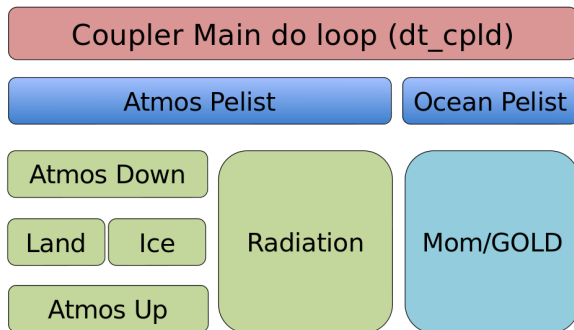 Coupler Main do loop (dt_cpld)
Atmos Pelist
Ocean Pelist
Atmos Down
Land
Ice
Radiation
Mom/GOLD
Atmos Up